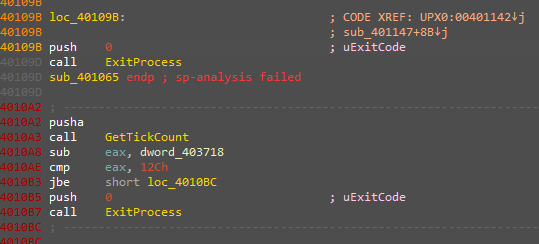 40109B
40109B loc_40109B: ; CODE XREF: UPX0:00401142↓j
40109B ; sub_401147+8B↓j
40109B push 0 ; uExitCode
40109D call ExitProcess
40109D sub_401065 endp ; sp-analysis failed
40109D
4010A2 ; ---------------------------------------------------------------------------
4010A2 pusha
4010A3 call GetTickCount
4010A8 sub eax, dword_403718
4010AE cmp eax, 12Ch
4010B3 jbe short loc_4010BC
4010B5 push 0 ; uExitCode
4010B7 call ExitProcess
4010BC ; ---------------------------------------------------------------------------
4010BC